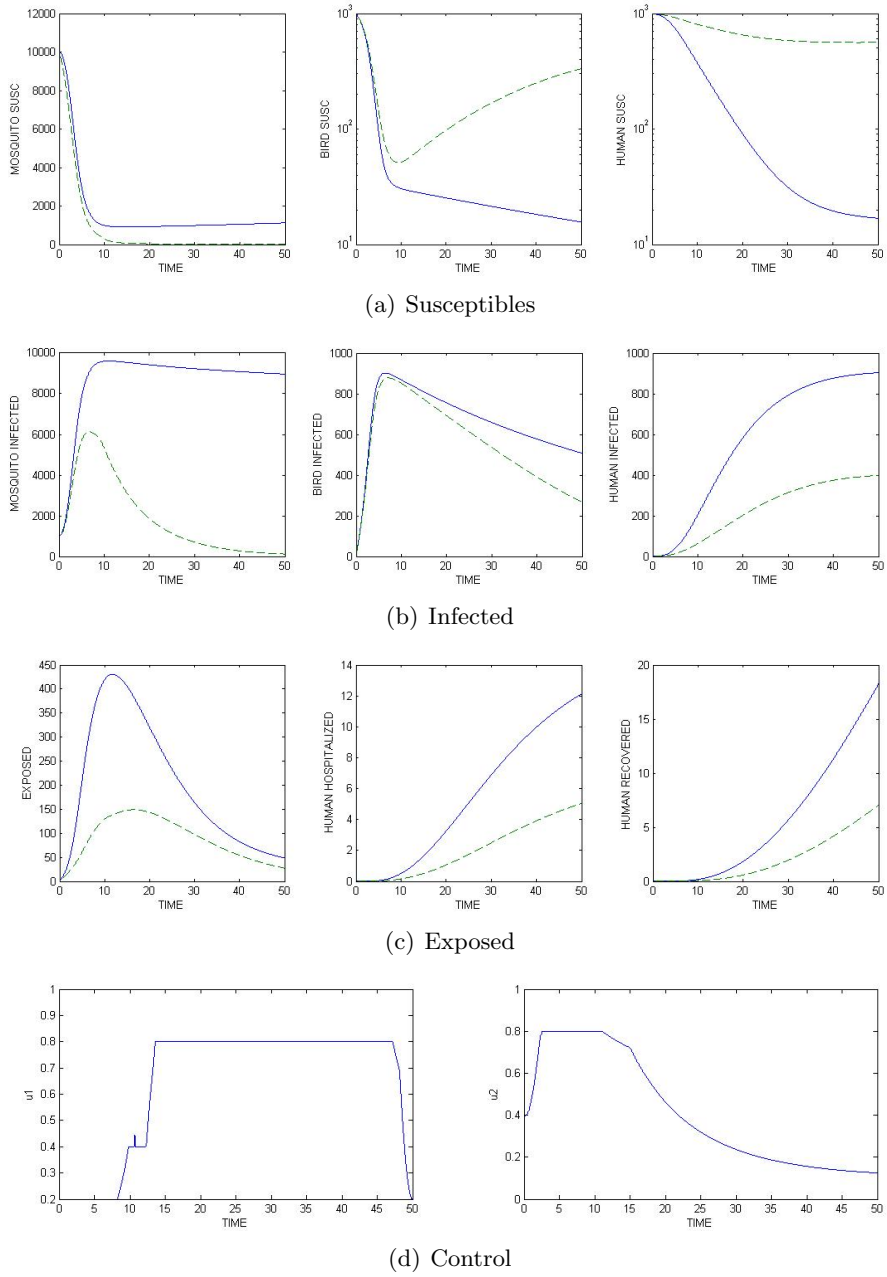 12000
10000
8000
6000
4000
2000
0
MOSQUITO SUSC
0 10 20 30 40 50
TIME
10³
10²
10¹
BIRD SUSC
0 10 20 30 40 50
TIME
10³
10²
10¹
HUMAN SUSC
0 10 20 30 40 50
TIME
(a) Susceptibles
10000
8000
6000
4000
2000
0
MOSQUITO INFECTED
0 10 20 30 40 50
TIME
1000
800
600
400
200
0
BIRD INFECTED
0 10 20 30 40 50
TIME
1000
800
600
400
200
0
HUMAN INFECTED
0 10 20 30 40 50
TIME
(b) Infected
450
400
350
300
250
200
150
100
50
0
EXPOSED
0 10 20 30 40 50
TIME
14
12
10
8
6
4
2
0
HUMAN HOSPITALIZED
0 10 20 30 40 50
TIME
20
15
10
5
0
HUMAN RECOVERED
0 10 20 30 40 50
TIME
(c) Exposed
1
0.9
0.8
0.7
0.6
0.5
0.4
0.3
0.2
u1
0 5 10 15 20 25 30 35 40 45 50
TIME
1
0.8
0.6
0.4
0.2
0
u2
0 5 10 15 20 25 30 35 40 45 50
TIME
(d) Control